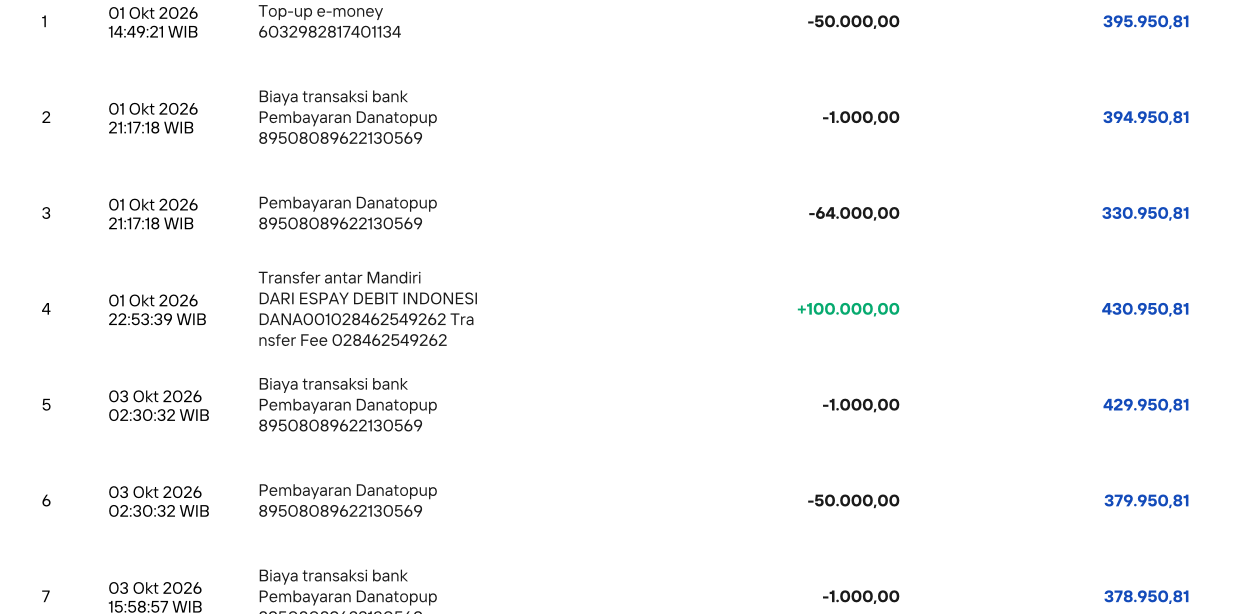 1
01 Okt 2026
14:49:21 WIB
Top-up e-money
6032982817401134
-50.000,00
395.950,81
2
01 Okt 2026
21:17:18 WIB
Biaya transaksi bank
Pembayaran Danatopup
89508089622130569
-1.000,00
394.950,81
3
01 Okt 2026
21:17:18 WIB
Pembayaran Danatopup
89508089622130569
-64.000,00
330.950,81
4
01 Okt 2026
22:53:39 WIB
Transfer antar Mandiri
DARI ESPAY DEBIT INDONESI
DANA001028462549262 Tra
nsfer Fee 028462549262
+100.000,00
430.950,81
5
03 Okt 2026
02:30:32 WIB
Biaya transaksi bank
Pembayaran Danatopup
89508089622130569
-1.000,00
429.950,81
6
03 Okt 2026
02:30:32 WIB
Pembayaran Danatopup
89508089622130569
-50.000,00
379.950,81
7
03 Okt 2026
15:58:57 WIB
Biaya transaksi bank
Pembayaran Danatopup
-1.000,00
378.950,81